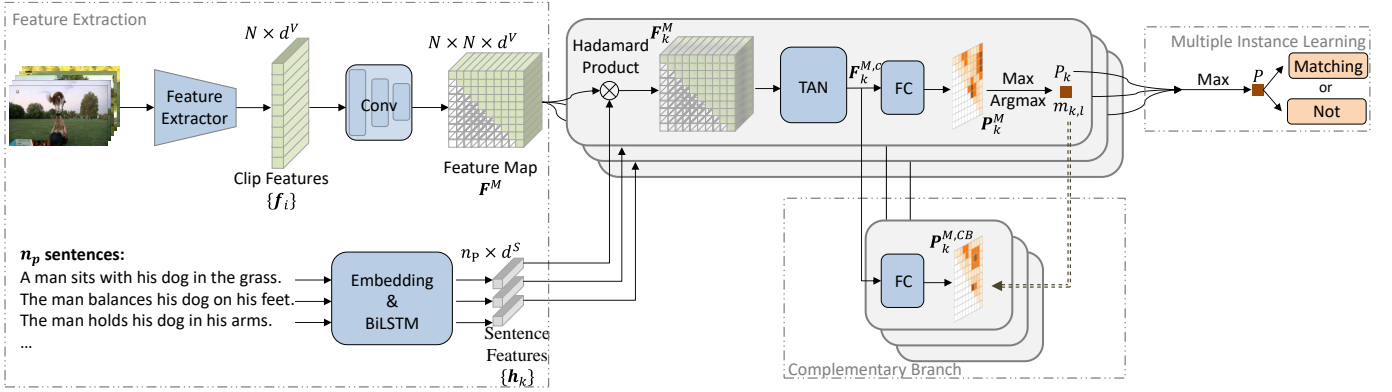 Feature Extraction
N × d^V
Feature
Extractor
Clip Features
{f_i}
Conv
N × N × d^V
Feature Map
F^M
n_p sentences:
A man sits with his dog in the grass.
The man balances his dog on his feet.
The man holds his dog in his arms.
...
Embedding
&
BiLSTM
n_p × d^S
Sentence
Features
{h_k}
Hadamard
Product
F_k^M
TAN
F_k^{M,c}
FC
P_k^M
Max
Argmax
P_k
m_{k,l}
P_k^{M,CB}
FC
Complementary Branch
Multiple Instance Learning
Max
P
Matching
or
Not